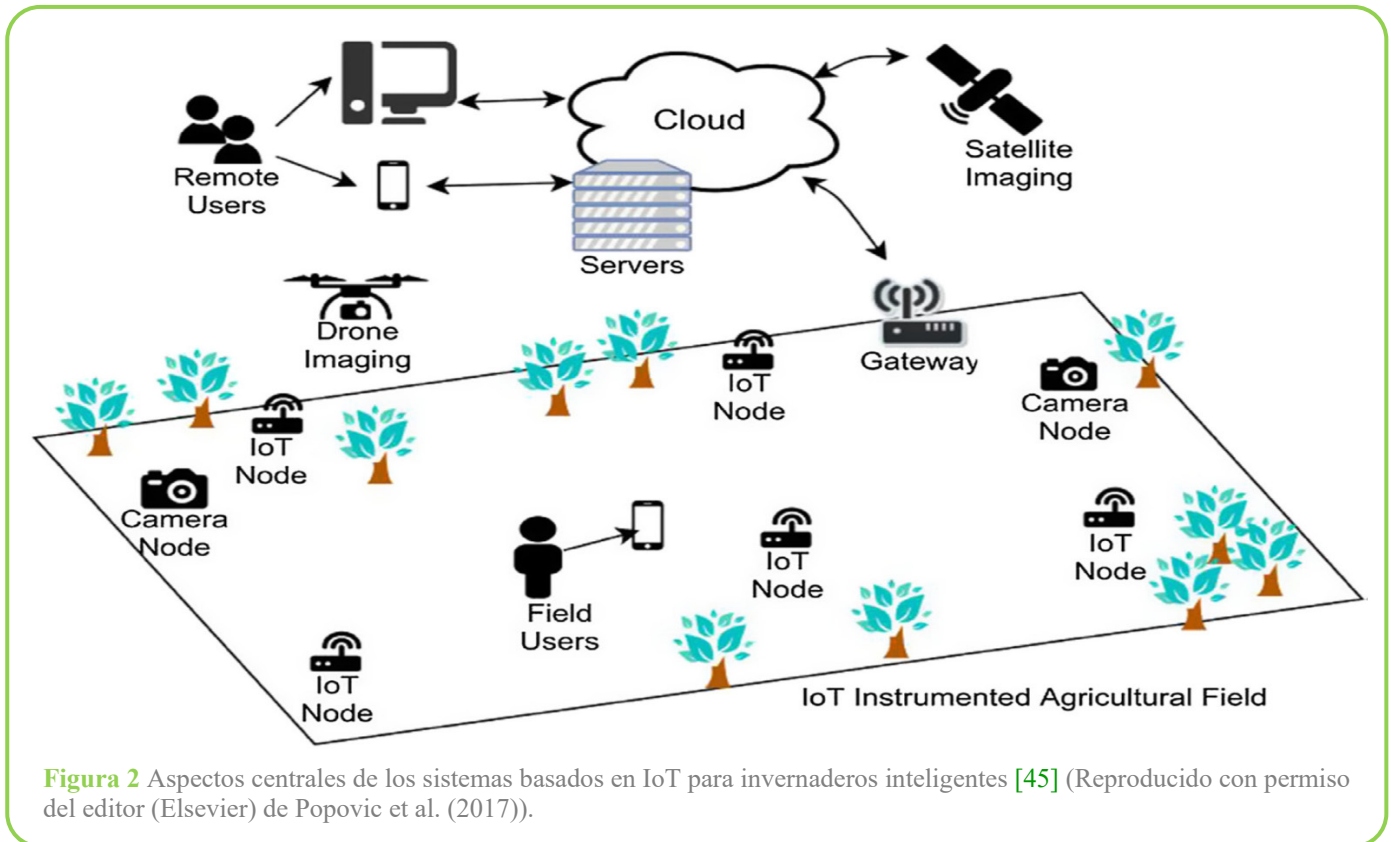 Cloud
Satellite
Imaging
Remote
Users
Servers
Drone
Imaging
Gateway
IoT
Node
Camera
Node
IoT
Node
Camera
Node
IoT
Node
IoT
Node
Field
Users
IoT
Node
IoT Instrumented Agricultural Field
Figura 2 Aspectos centrales de los sistemas basados en IoT para invernaderos inteligentes [45] (Reproducido con permiso
del editor (Elsevier) de Popovic et al. (2017)).